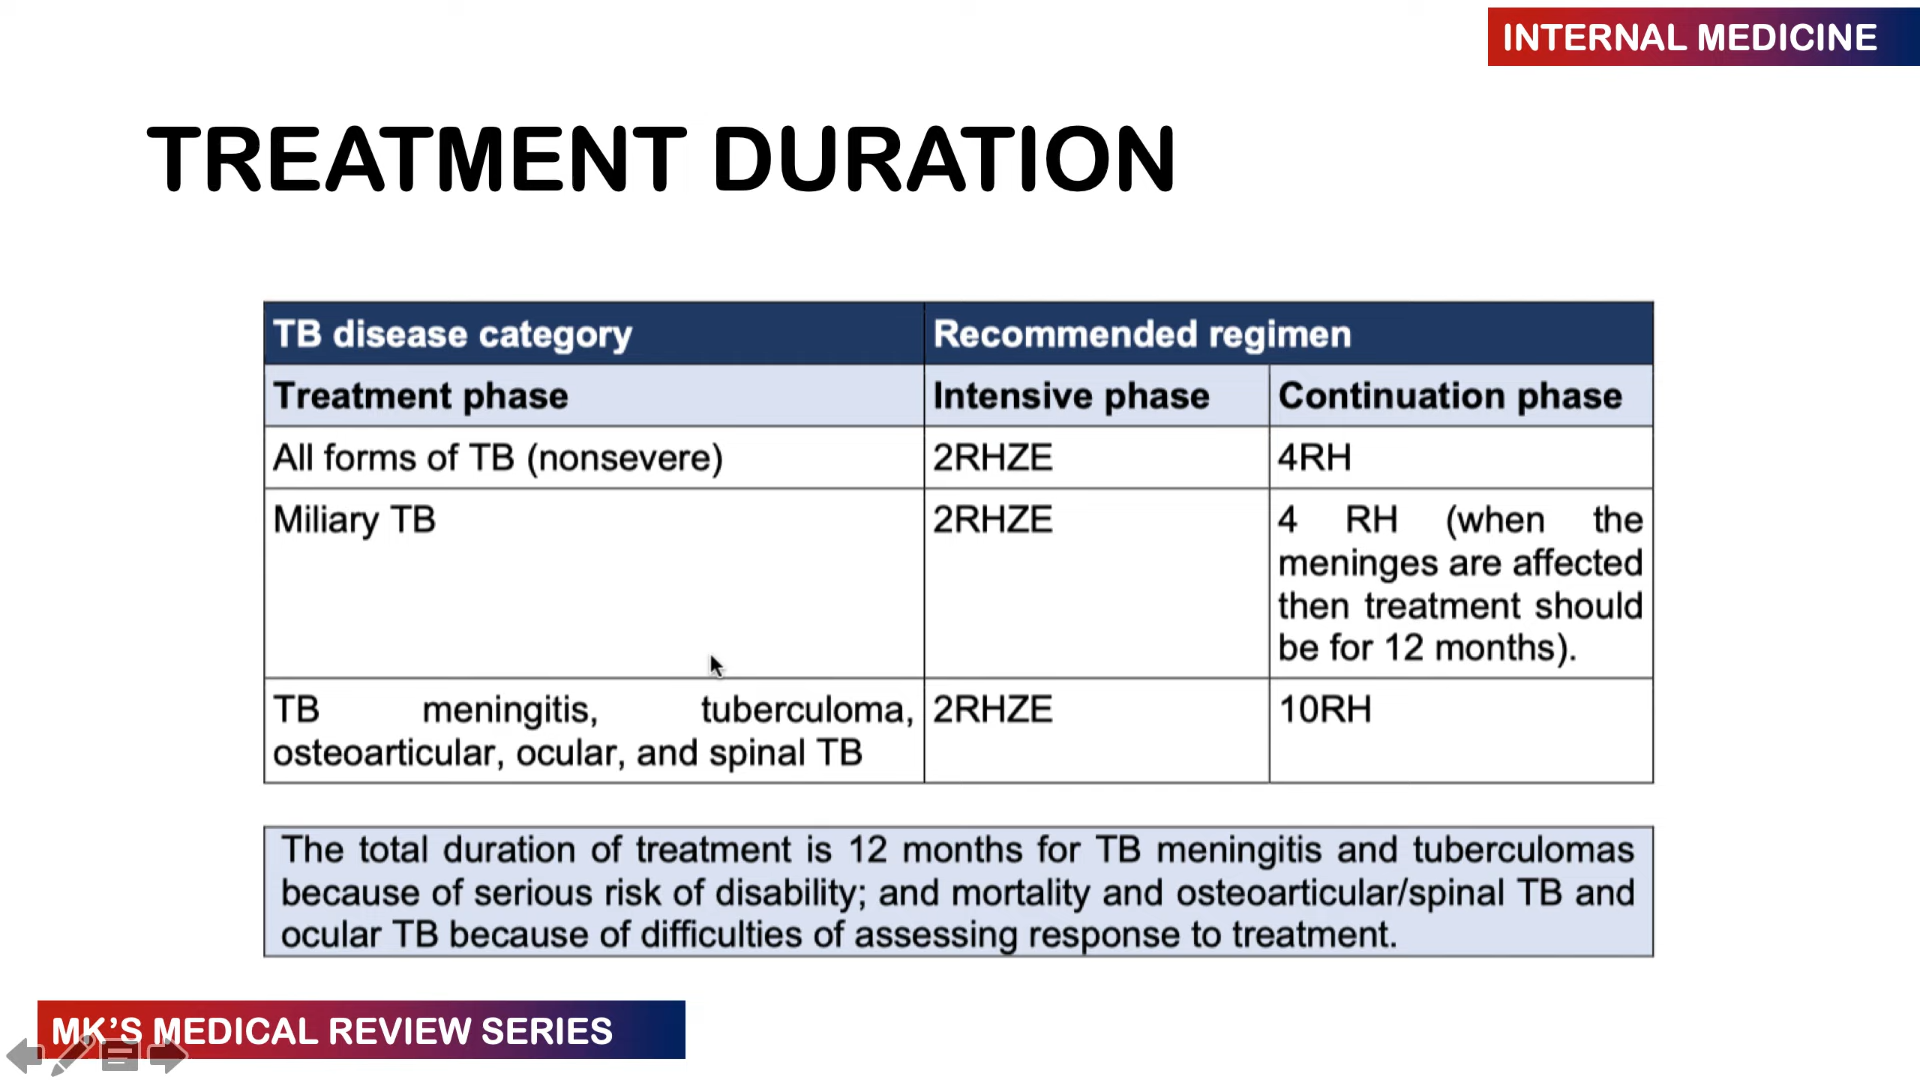 INTERNAL MEDICINE
TREATMENT DURATION
TB disease category Recommended regimen
Treatment phase Intensive phase Continuation phase
All forms of TB (nonsevere) 2RHZE 4RH
Miliary TB 2RHZE 4 RH (when the
meninges are affected
then treatment should
be for 12 months).
TB meningitis, tuberculoma, 2RHZE 10RH
osteoarticular, ocular, and spinal TB
The total duration of treatment is 12 months for TB meningitis and tuberculomas
because of serious risk of disability; and mortality and osteoarticular/spinal TB and
ocular TB because of difficulties of assessing response to treatment.
MK’S MEDICAL REVIEW SERIES